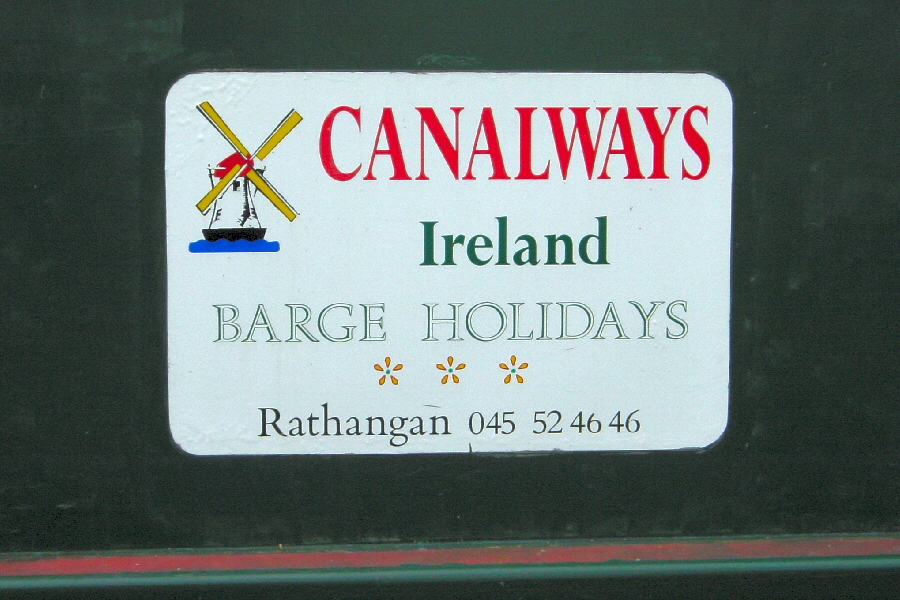 CANALWAYS
Ireland
BARGE HOLIDAYS
Rathangan 045 52 46 46